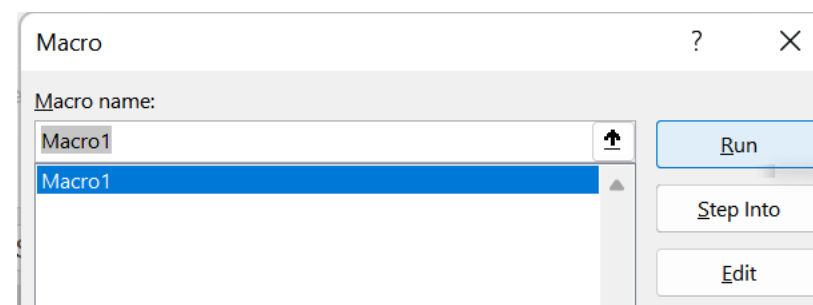 Macro ?
Macro name:
Macro1
Run
Macro1
Step Into
Edit